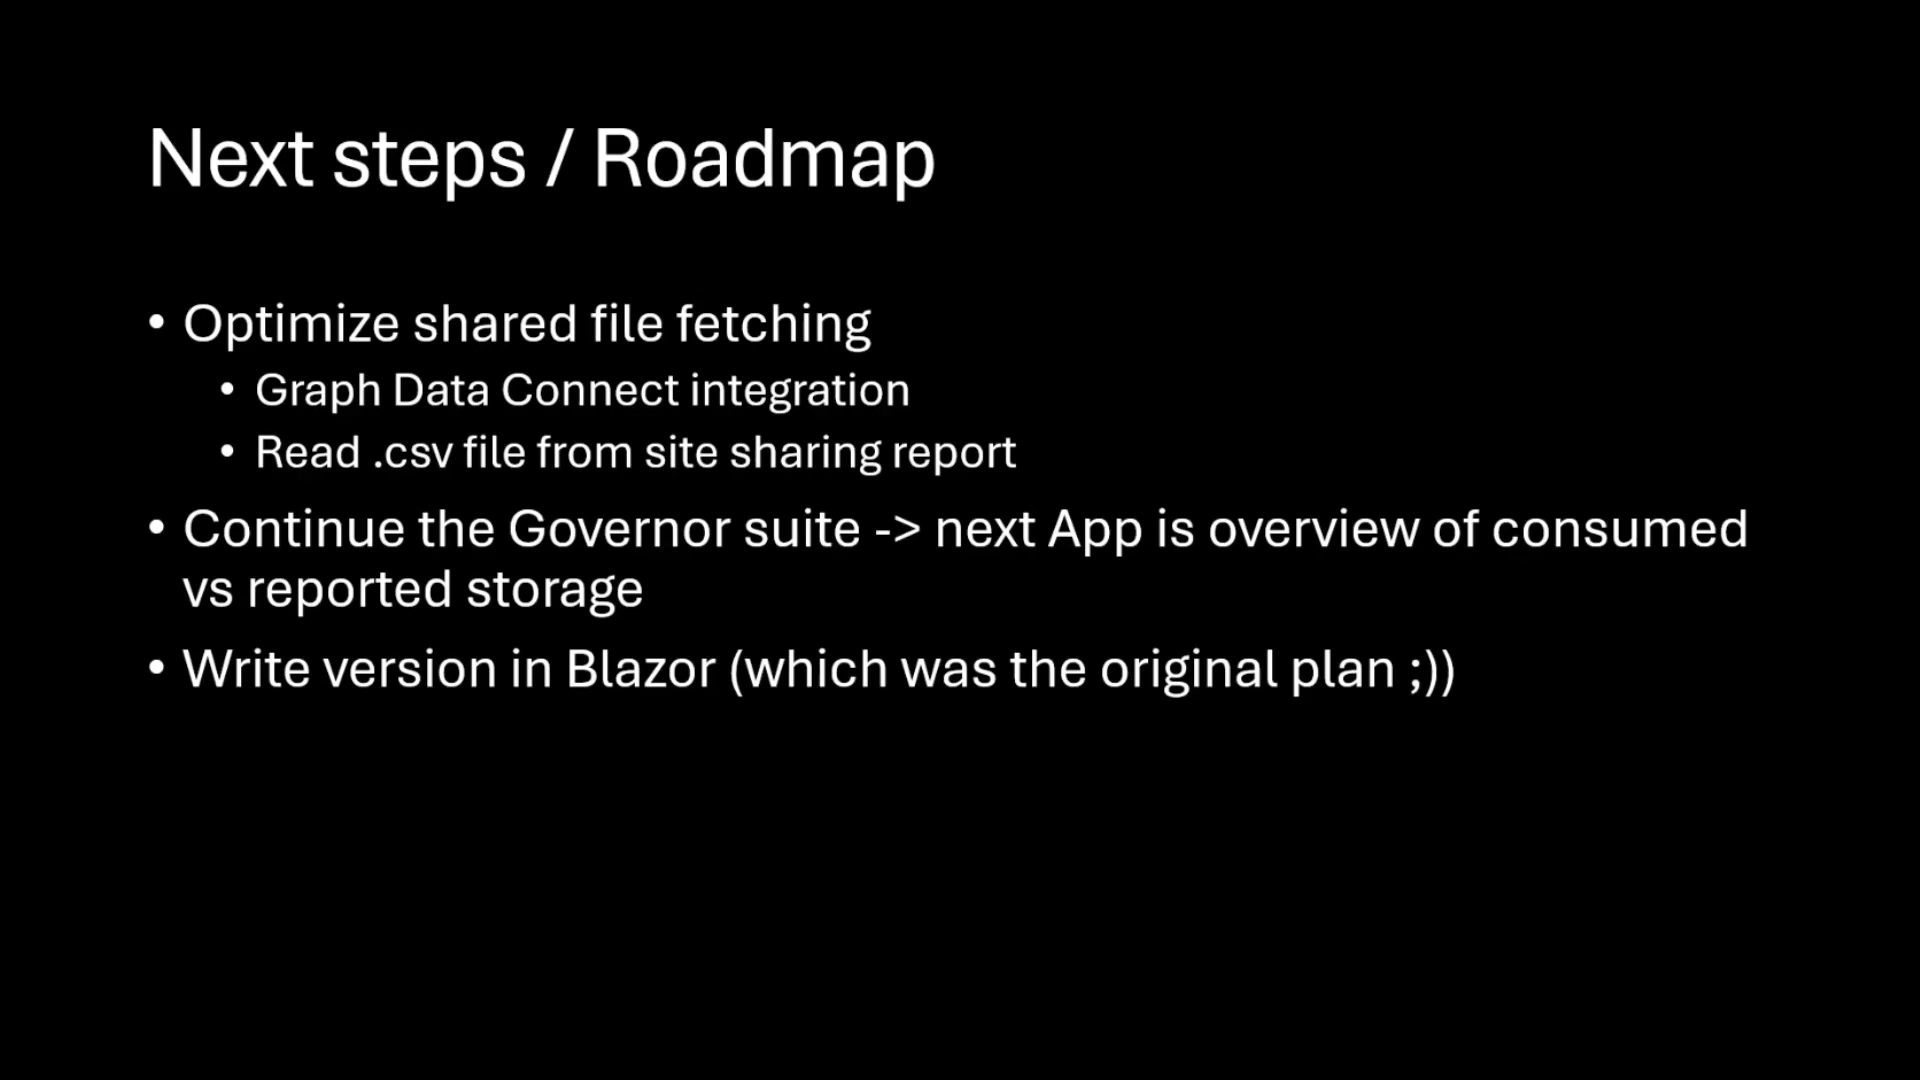 Next steps / Roadmap
• Optimize shared file fetching
• Graph Data Connect integration
• Read .csv file from site sharing report
• Continue the Governor suite -> next App is overview of consumed
vs reported storage
• Write version in Blazor (which was the original plan ;))